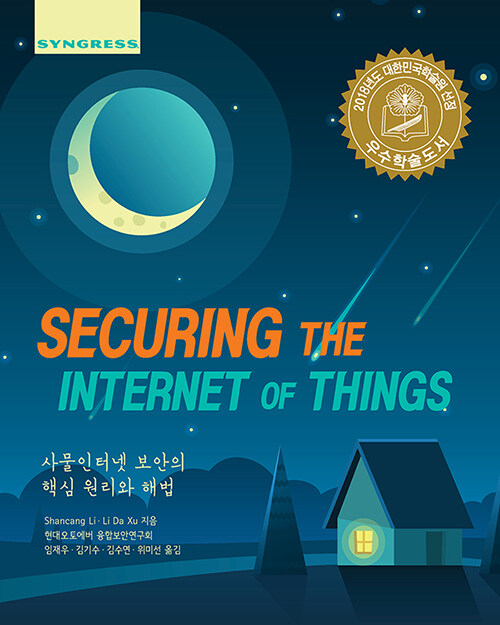 SYNGRESS
2018년도 대한민국학술원 선정
우수학술도서
SECURING THE
INTERNET OF THINGS
사물인터넷 보안의
핵심 원리와 해법
Shancang Li · Li Da Xu 지음
현대오토에버 융합보안연구회
임재우 · 김기수 · 김수연 · 위미선 옮김